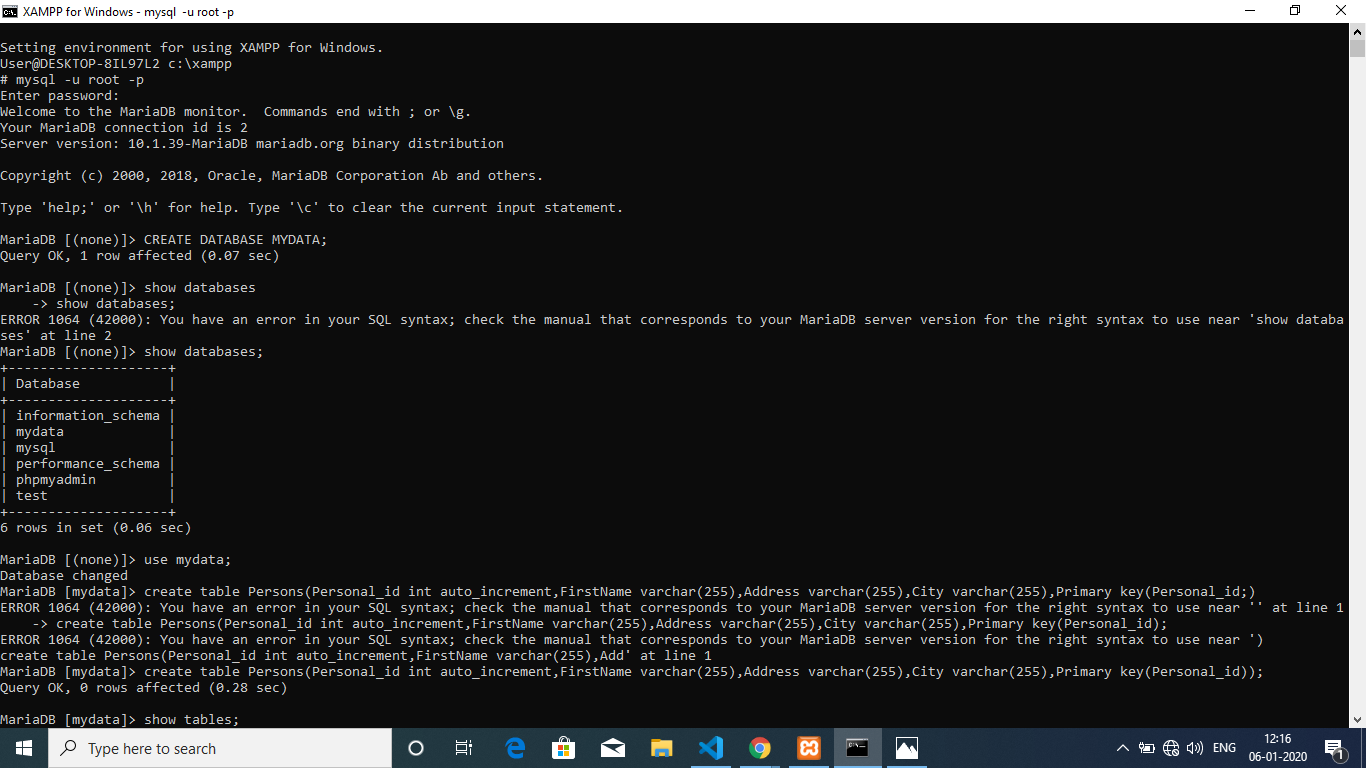 XAMPP for Windows - mysql  -u root -p
Setting environment for using XAMPP for Windows.
User@DESKTOP-8IL97L2 c:\xampp
# mysql -u root -p
Enter password:
Welcome to the MariaDB monitor.  Commands end with ; or \g.
Your MariaDB connection id is 2
Server version: 10.1.39-MariaDB mariadb.org binary distribution
Copyright (c) 2000, 2018, Oracle, MariaDB Corporation Ab and others.
Type 'help;' or '\h' for help. Type '\c' to clear the current input statement.
MariaDB [(none)]> CREATE DATABASE MYDATA;
Query OK, 1 row affected (0.07 sec)
MariaDB [(none)]> show databases
    -> show databases;
ERROR 1064 (42000): You have an error in your SQL syntax; check the manual that corresponds to your MariaDB server version for the right syntax to use near 'show databa
ses' at line 2
MariaDB [(none)]> show databases;
+--------------------+
| Database           |
+--------------------+
| information_schema |
| mydata             |
| mysql              |
| performance_schema |
| phpmyadmin         |
| test               |
+--------------------+
6 rows in set (0.06 sec)
MariaDB [(none)]> use mydata;
Database changed
MariaDB [mydata]> create table Persons(Personal_id int auto_increment,FirstName varchar(255),Address varchar(255),City varchar(255),Primary key(Personal_id;)
ERROR 1064 (42000): You have an error in your SQL syntax; check the manual that corresponds to your MariaDB server version for the right syntax to use near '' at line 1
    -> create table Persons(Personal_id int auto_increment,FirstName varchar(255),Address varchar(255),City varchar(255),Primary key(Personal_id);
ERROR 1064 (42000): You have an error in your SQL syntax; check the manual that corresponds to your MariaDB server version for the right syntax to use near ')
create table Persons(Personal_id int auto_increment,FirstName varchar(255),Add' at line 1
MariaDB [mydata]> create table Persons(Personal_id int auto_increment,FirstName varchar(255),Address varchar(255),City varchar(255),Primary key(Personal_id));
Query OK, 0 rows affected (0.28 sec)
MariaDB [mydata]> show tables;
Type here to search
ENG
12:16
06-01-2020
1